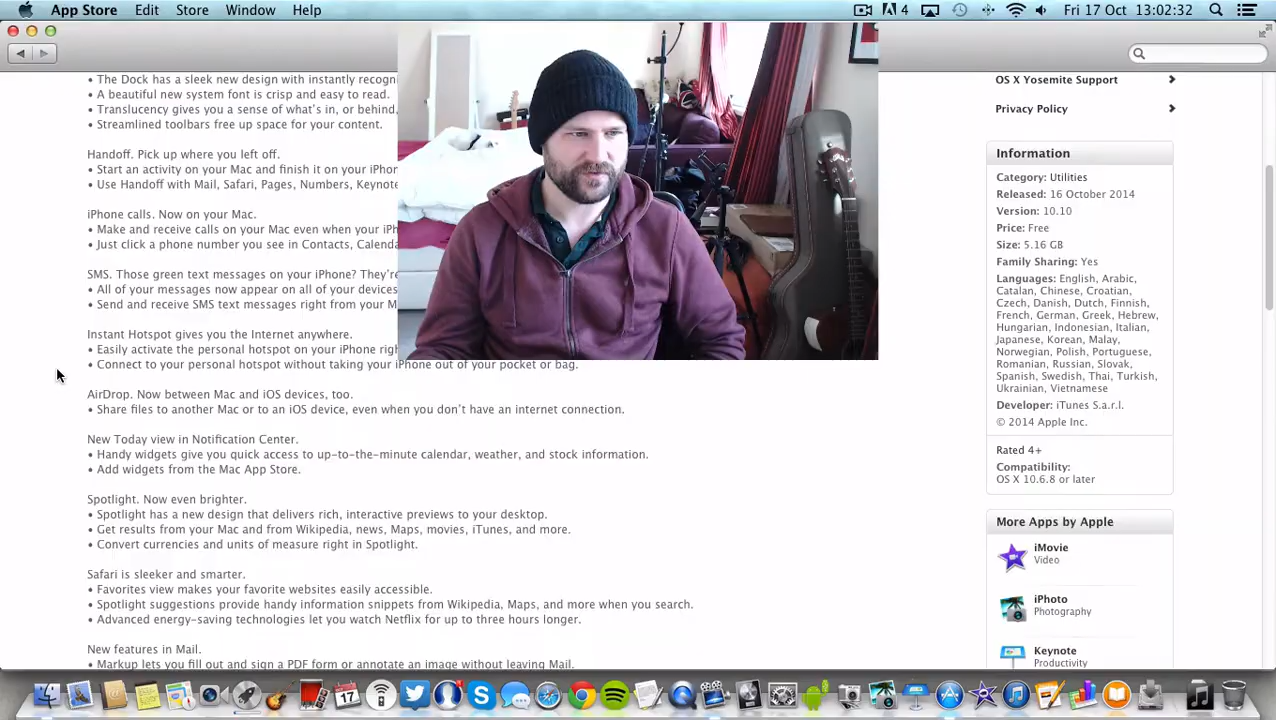 App Store Edit Store Window Help
4
Fri 17 Oct 13:02:32
• The Dock has a sleek new design with instantly recogn
• A beautiful new system font is crisp and easy to read.
• Translucency gives you a sense of what's in, or behind,
• Streamlined toolbars free up space for your content.
Handoff. Pick up where you left off.
• Start an activity on your Mac and finish it on your iPhon
• Use Handoff with Mail, Safari, Pages, Numbers, Keynote
iPhone calls. Now on your Mac.
• Make and receive calls on your Mac even when your iPh
• Just click a phone number you see in Contacts, Calenda
SMS. Those green text messages on your iPhone? They're
• All of your messages now appear on all of your devices
• Send and receive SMS text messages right from your M
Instant Hotspot gives you the Internet anywhere.
• Easily activate the personal hotspot on your iPhone righ
• Connect to your personal hotspot without taking your iPhone out of your pocket or bag.
AirDrop. Now between Mac and iOS devices, too.
• Share files to another Mac or to an iOS device, even when you don't have an internet connection.
New Today view in Notification Center.
• Handy widgets give you quick access to up-to-the-minute calendar, weather, and stock information.
• Add widgets from the Mac App Store.
Spotlight. Now even brighter.
• Spotlight has a new design that delivers rich, interactive previews to your desktop.
• Get results from your Mac and from Wikipedia, news, Maps, movies, iTunes, and more.
• Convert currencies and units of measure right in Spotlight.
Safari is sleeker and smarter.
• Favorites view makes your favorite websites easily accessible.
• Spotlight suggestions provide handy information snippets from Wikipedia, Maps, and more when you search.
• Advanced energy-saving technologies let you watch Netflix for up to three hours longer.
New features in Mail.
• Markup lets you fill out and sign a PDF form or annotate an image without leaving Mail.
OS X Yosemite Support
Privacy Policy
Information
Category: Utilities
Released: 16 October 2014
Version: 10.10
Price: Free
Size: 5.16 GB
Family Sharing: Yes
Languages: English, Arabic,
Catalan, Chinese, Croatian,
Czech, Danish, Dutch, Finnish,
French, German, Greek, Hebrew,
Hungarian, Indonesian, Italian,
Japanese, Korean, Malay,
Norwegian, Polish, Portuguese,
Romanian, Russian, Slovak,
Spanish, Swedish, Thai, Turkish,
Ukrainian, Vietnamese
Developer: iTunes S.a.r.l.
© 2014 Apple Inc.
Rated 4+
Compatibility:
OS X 10.6.8 or later
More Apps by Apple
iMovie
Video
iPhoto
Photography
Keynote
Productivity
17